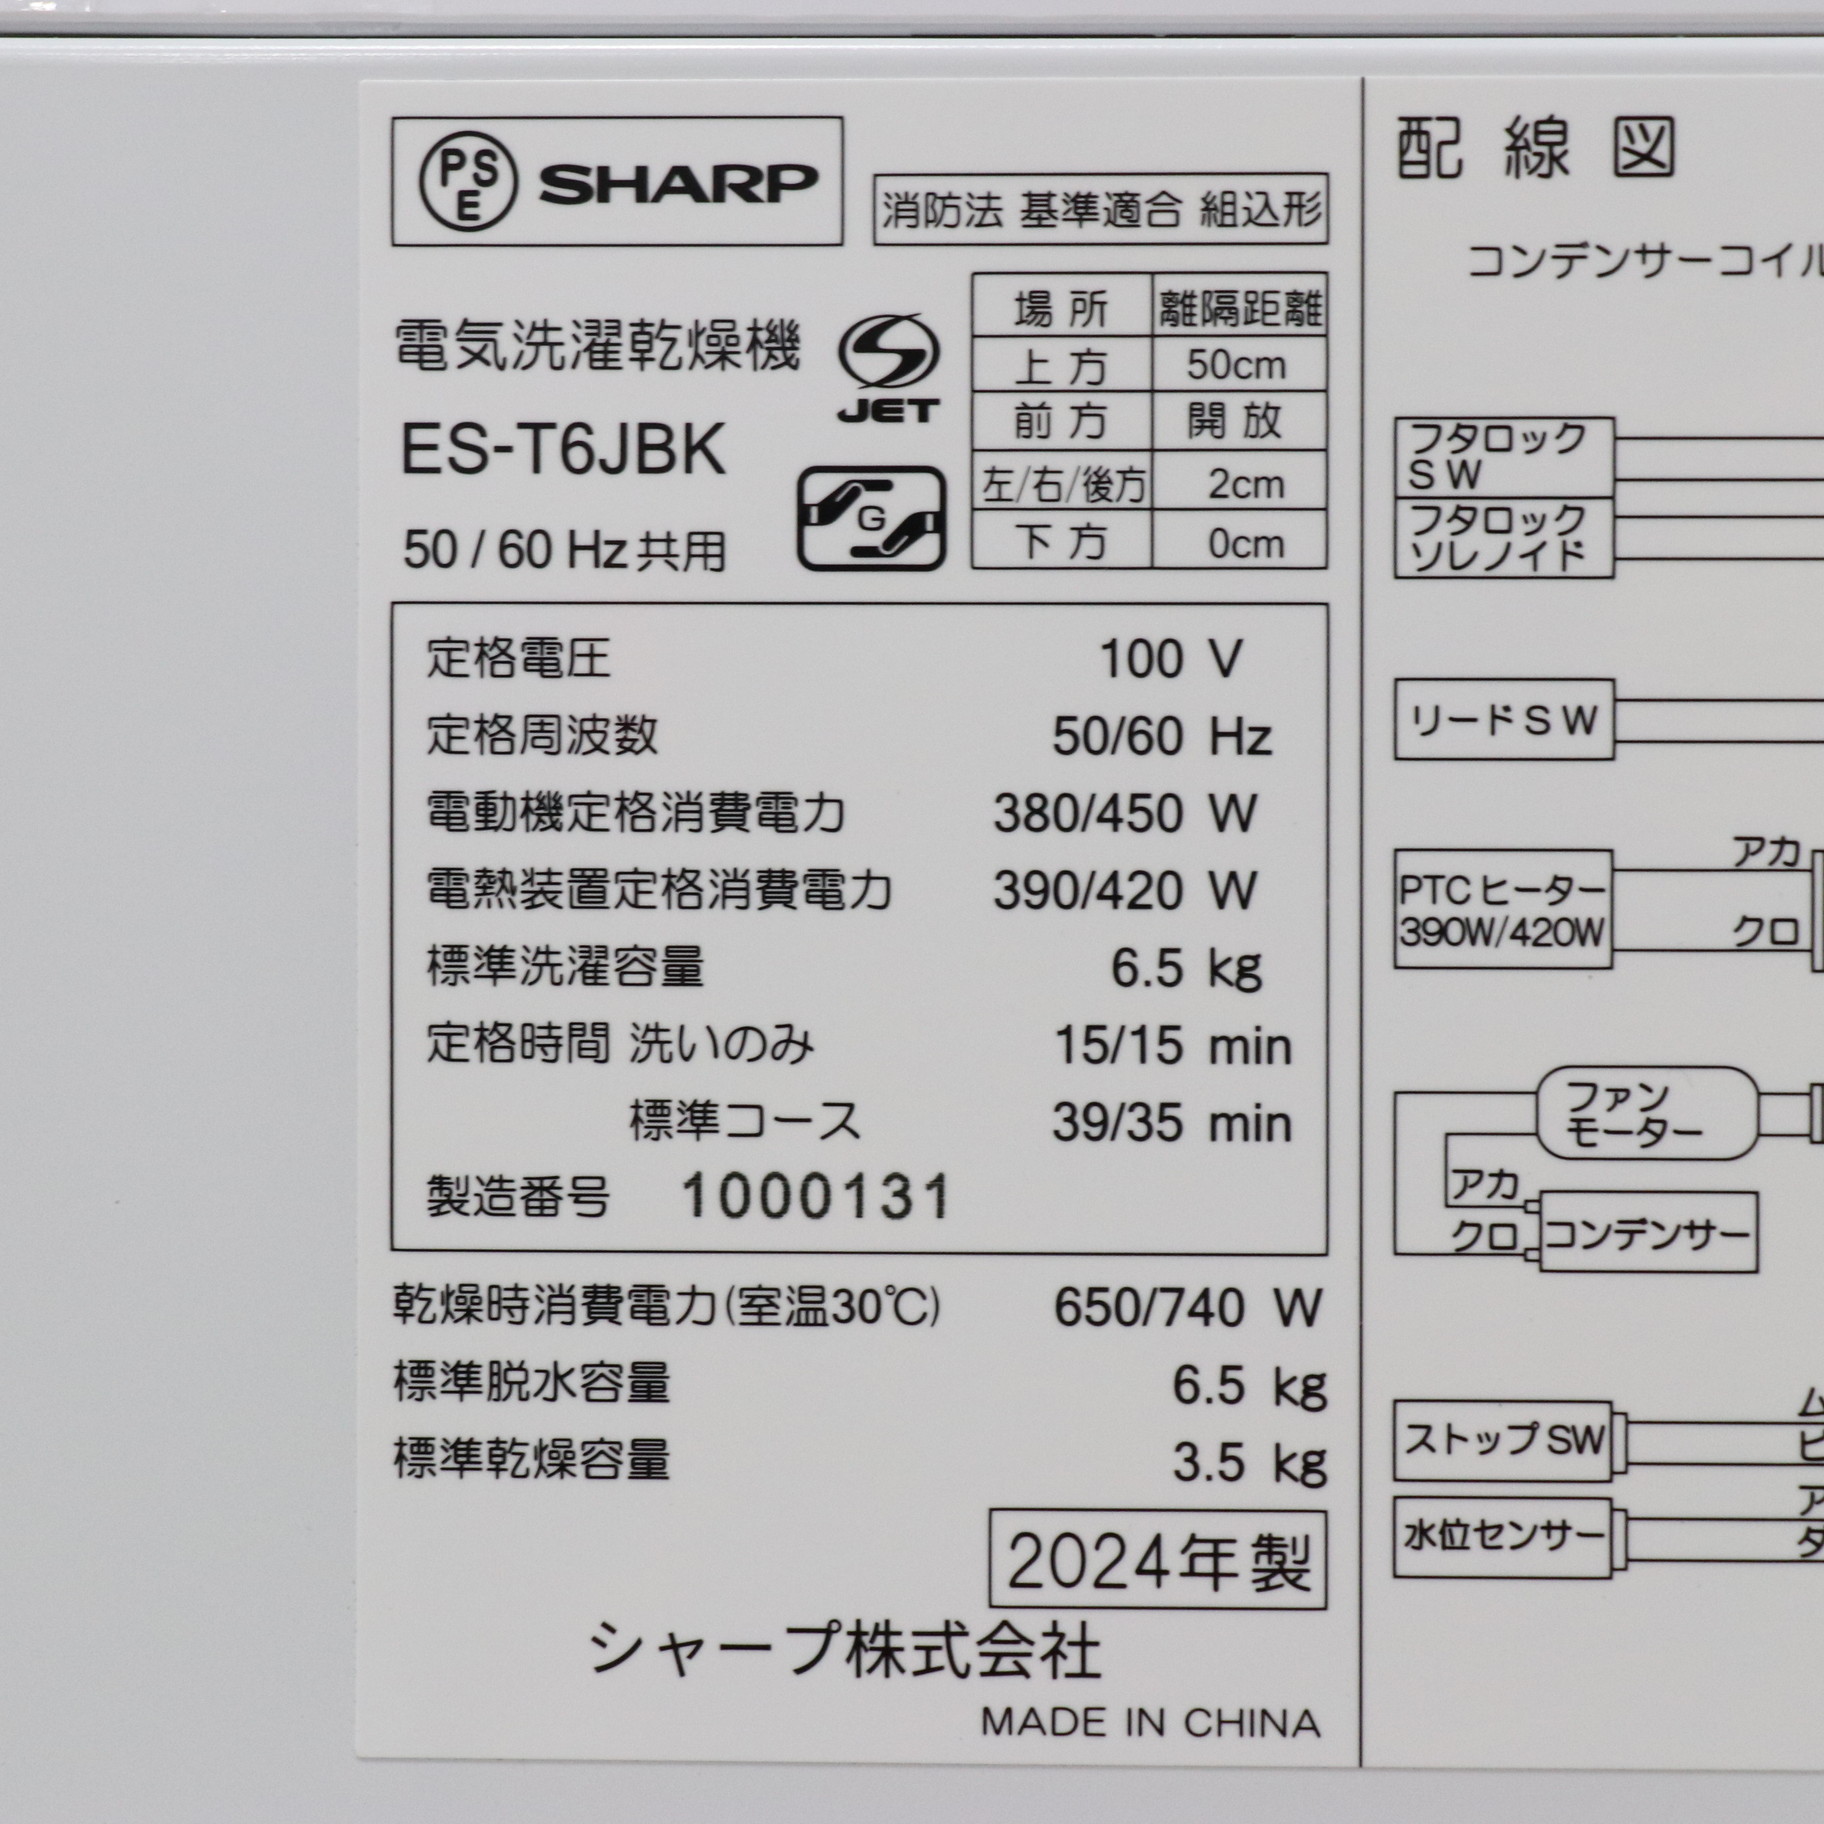 PSE SHARP
消防法 基準適合 組込形
電気洗濯乾燥機
JET
ES-T6JBK
G
50 / 60 Hz 共用
場所 離隔距離
上方 50cm
前方 開放
左/右/後方 2cm
下方 0cm
定格電圧 100 V
定格周波数 50/60 Hz
電動機定格消費電力 380/450 W
電熱装置定格消費電力 390/420 W
標準洗濯容量 6.5 kg
定格時間 洗いのみ 15/15 min
標準コース 39/35 min
製造番号 1000131
乾燥時消費電力(室温30℃) 650/740 W
標準脱水容量 6.5 kg
標準乾燥容量 3.5 kg
2024年製
シャープ株式会社
MADE IN CHINA
配線図
コンデンサーコイル
フタロック
SW
フタロック
ソレノイド
リードSW
PTCヒーター
390W/420W
アカ
クロ
ファン
モーター
アカ
クロ
コンデンサー
ストップSW
水位センサー